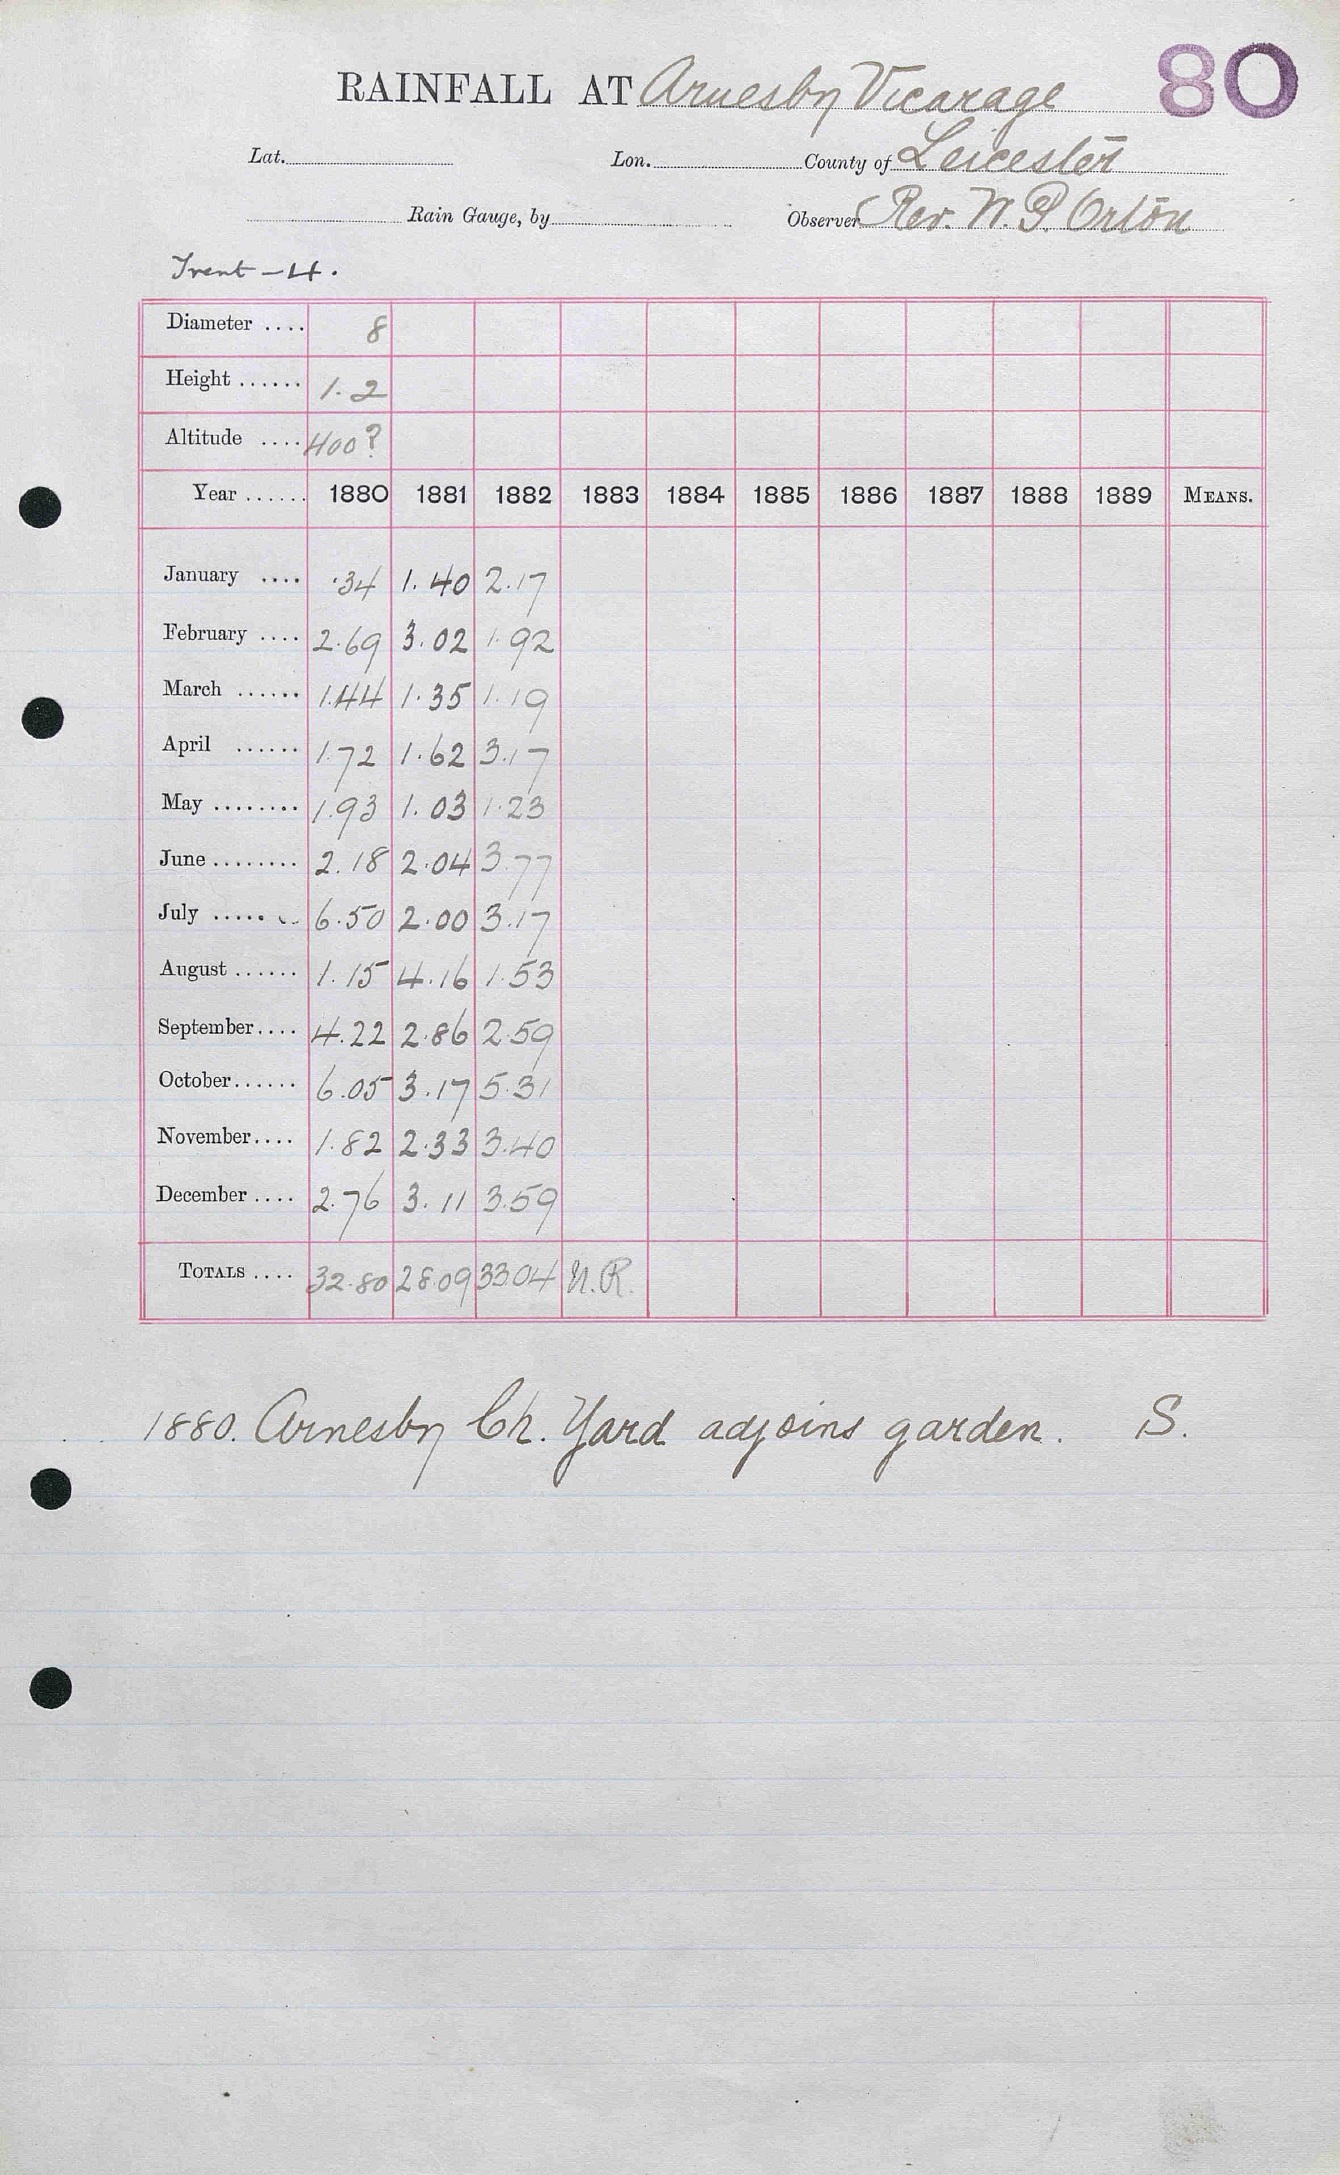 RAINFALL AT Arnesby Vicarage 80
Lat. Lon. County of Leicester
Rain Gauge, by Observer Rev. W. P. Orton
Trent - 4.
Diameter .... 8
Height ...... 1.2
Altitude .... 400?
Year ...... 1880 1881 1882 1883 1884 1885 1886 1887 1888 1889 MEANS.
January .... .34 1.40 2.17
February .... 2.69 3.02 1.92
March ...... 1.44 1.35 1.19
April ...... 1.72 1.62 3.17
May ........ 1.93 1.03 1.23
June ........ 2.18 2.04 3.77
July ..... 6.50 2.00 3.17
August ...... 1.15 4.16 1.53
September .... 4.22 2.86 2.59
October ...... 6.05 3.17 5.31
November .... 1.82 2.33 3.40
December .... 2.76 3.11 3.59
TOTALS .... 32.80 28.09 33.04 N.R.
1880. Arnesby Ch. Yard adjoins garden. S.